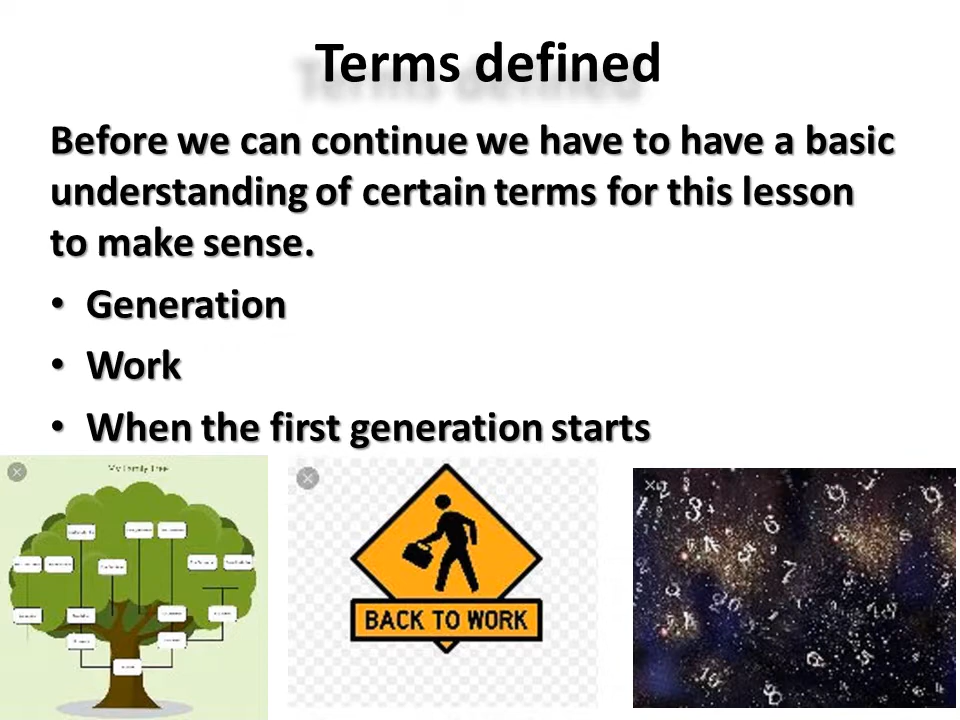 Terms defined
Before we can continue we have to have a basic
understanding of certain terms for this lesson
to make sense.
• Generation
• Work
• When the first generation starts
My Family Tree
BACK TO WORK